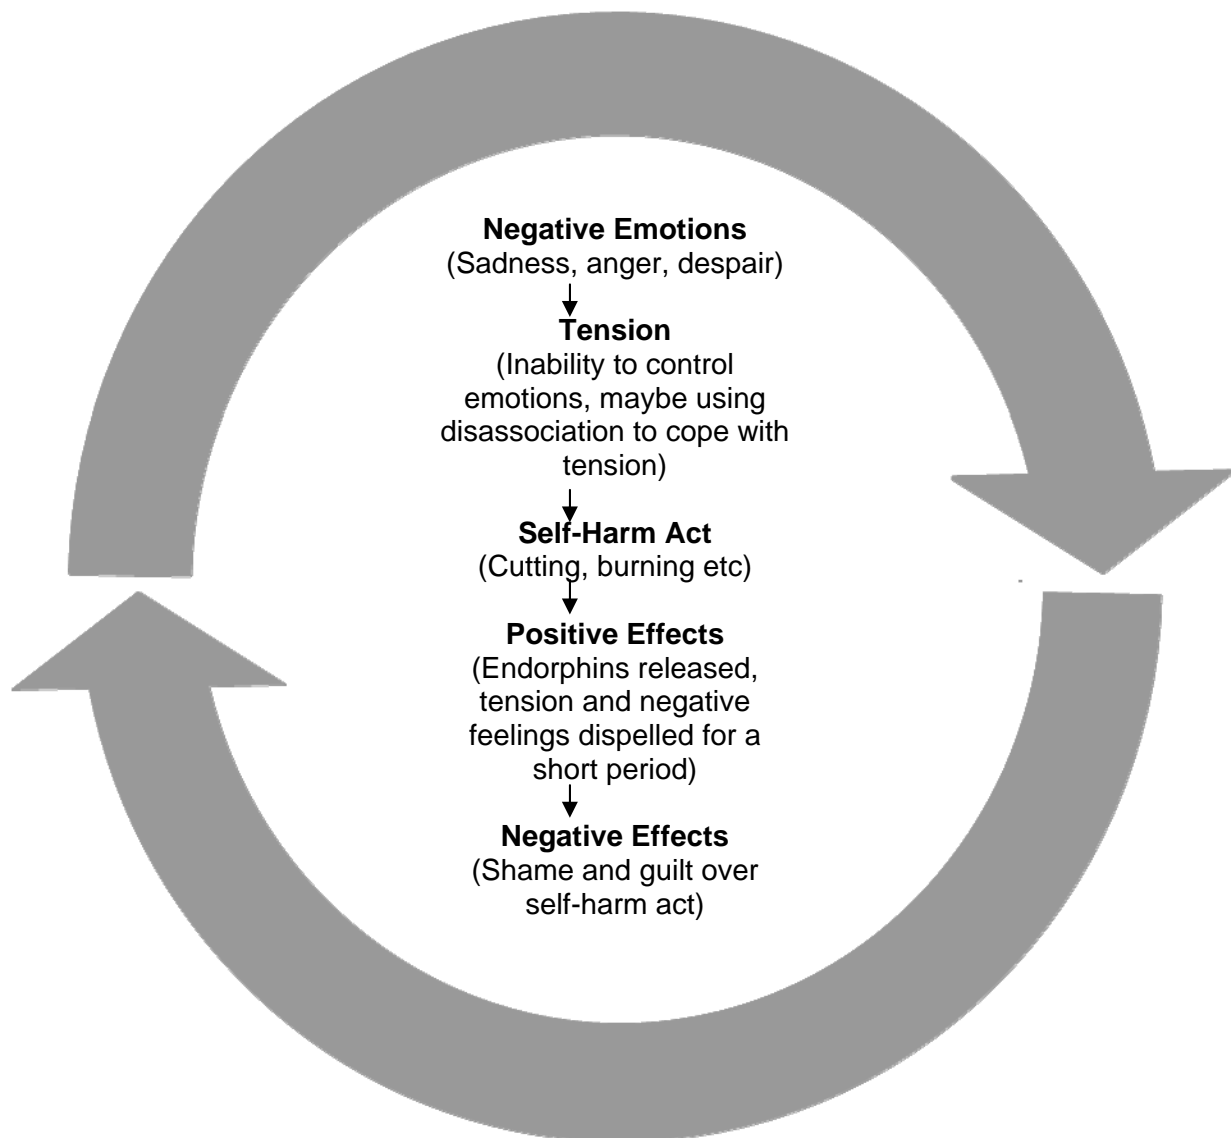 Negative Emotions
(Sadness, anger, despair)
Tension
(Inability to control
emotions, maybe using
disassociation to cope with
tension)
Self-Harm Act
(Cutting, burning etc)
Positive Effects
(Endorphins released,
tension and negative
feelings dispelled for a
short period)
Negative Effects
(Shame and guilt over
self-harm act)